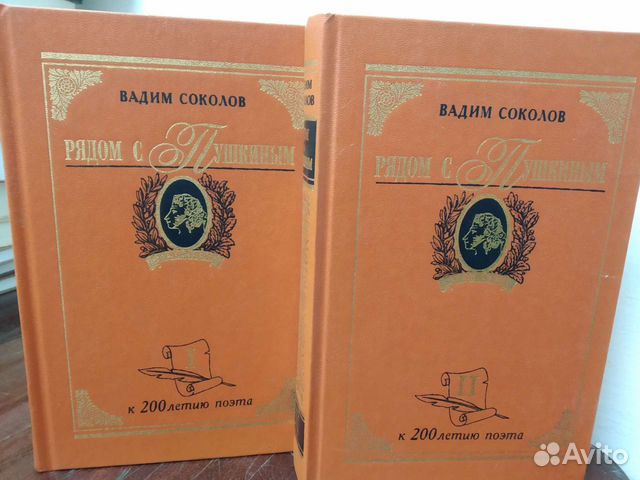 ВАДИМ СОКОЛОВ
РЯДОМ С ПУШКИНЫМ
I
к 200летию поэта
ВАДИМ СОКОЛОВ
РЯДОМ С ПУШКИНЫМ
II
к 200летию поэта
Avito